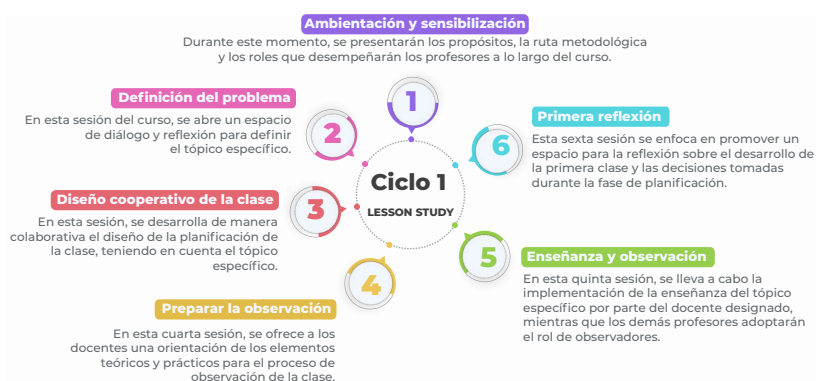 Ambientación y sensibilización
Durante este momento, se presentarán los propósitos, la ruta metodológica
y los roles que desempeñarán los profesores a lo largo del curso.
1
Definición del problema
En esta sesión del curso, se abre un espacio
de diálogo y reflexión para definir
el tópico específico.
2
Diseño cooperativo de la clase
En esta sesión, se desarrolla de manera
colaborativa el diseño de la planificación de
la clase, teniendo en cuenta el tópico
específico.
3
Preparar la observación
En esta cuarta sesión, se ofrece a los
docentes una orientación de los elementos
teóricos y prácticos para el proceso de
observación de la clase.
4
Ciclo 1
LESSON STUDY
5
Enseñanza y observación
En esta quinta sesión, se lleva a cabo la
implementación de la enseñanza del tópico
específico por parte del docente designado,
mientras que los demás profesores adoptarán
el rol de observadores.
6
Primera reflexión
Esta sexta sesión se enfoca en promover un
espacio para la reflexión sobre el desarrollo de
la primera clase y las decisiones tomadas
durante la fase de planificación.